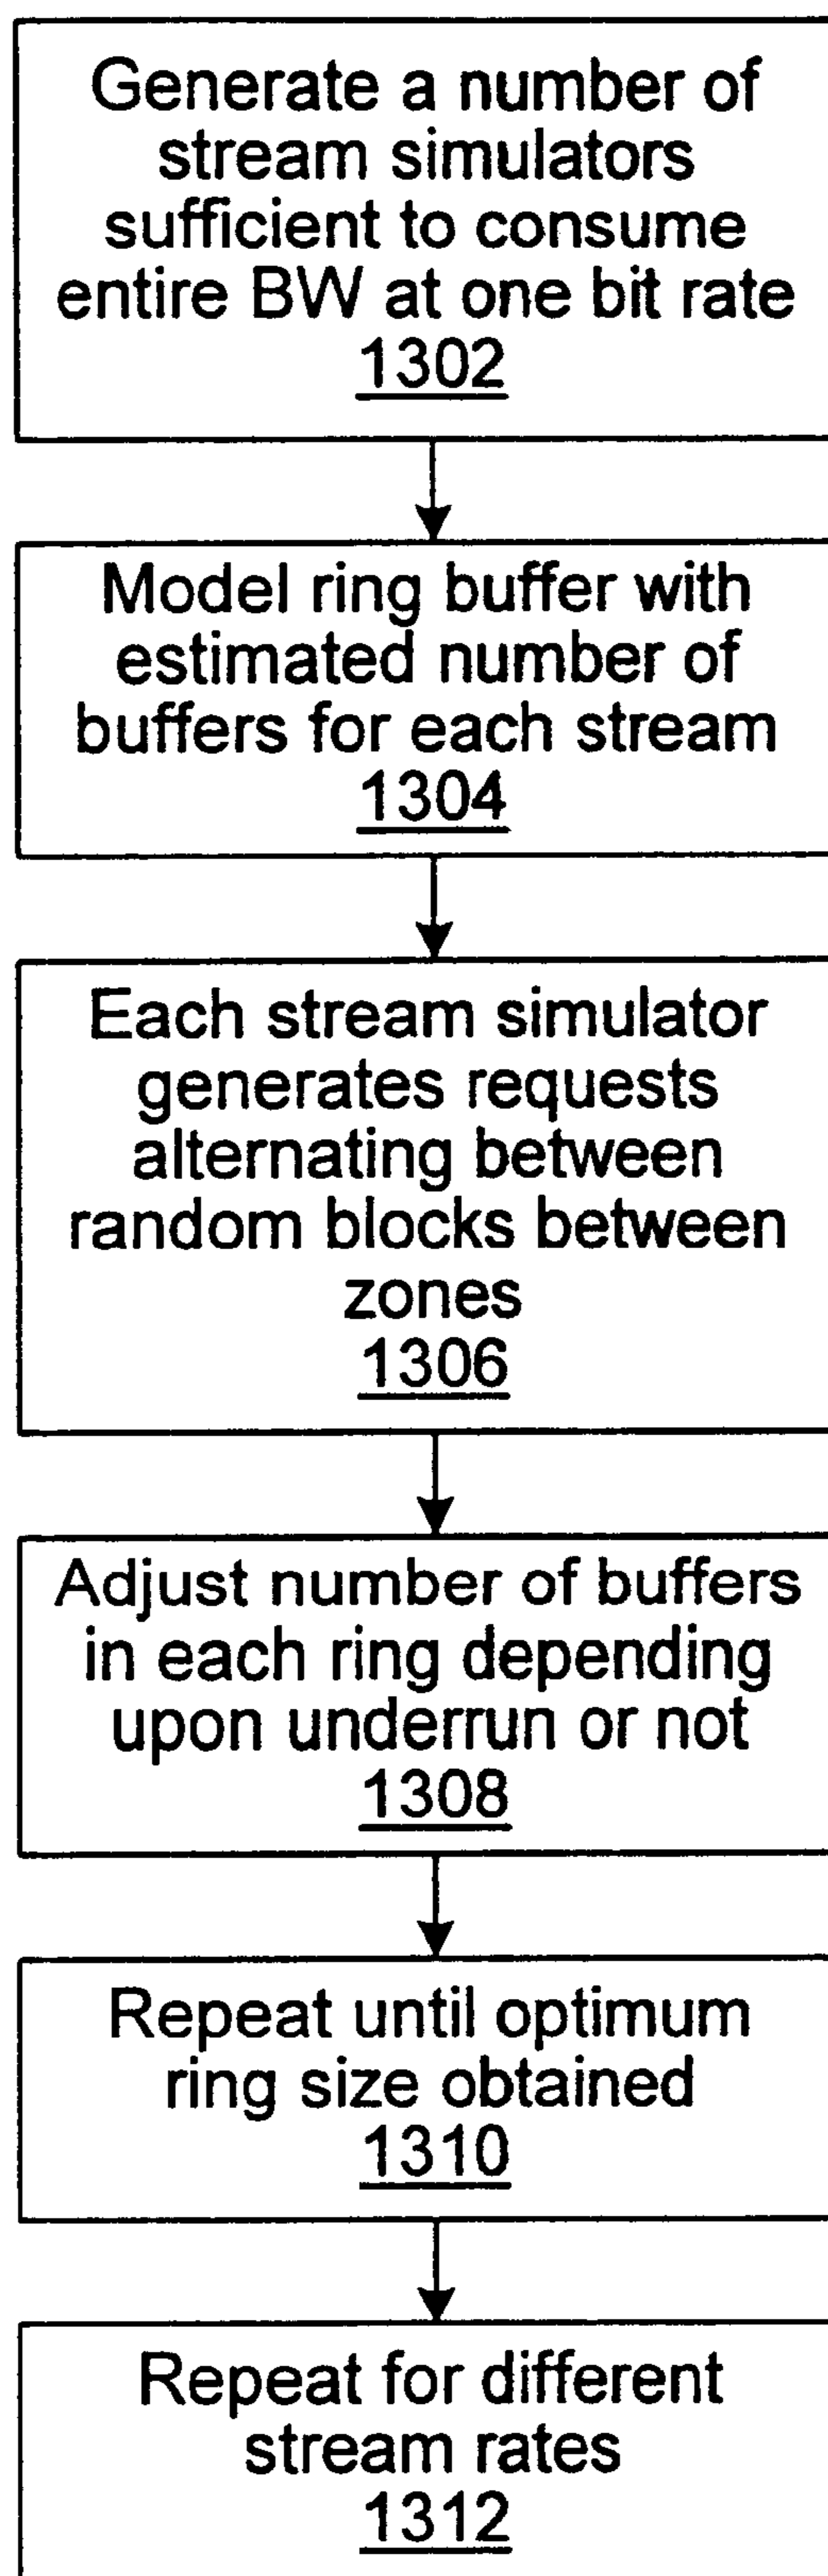 Generate a number of
stream simulators
sufficient to consume
entire BW at one bit rate
1302
Model ring buffer with
estimated number of
buffers for each stream
1304
Each stream simulator
generates requests
alternating between
random blocks between
zones
1306
Adjust number of buffers
in each ring depending
upon underrun or not
1308
Repeat until optimum
ring size obtained
1310
Repeat for different
stream rates
1312